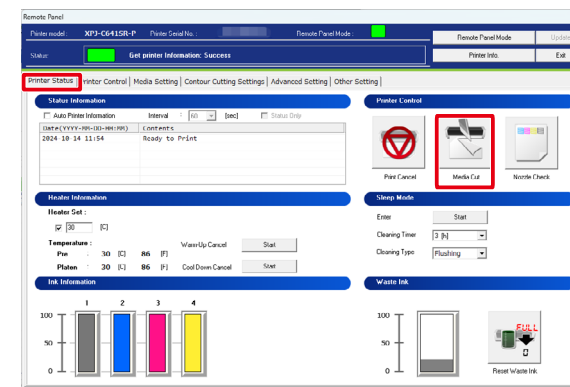 Remote Panel
Printer model : XPJ-C641SR-P Printer Serial No. : Remote Panel Mode : Remote Panel Mode Update
Status: Get printer Information: Success Printer Info. Exit
Printer Status Printer Control Media Setting Contour Cutting Settings Advanced Setting Other Setting
Status Information
Auto Printer Information Interval : 60 [sec] Status Only
Date(YYYY-MM-DD-HH:MM) Contents
2024-10-14 11:54 Ready to Print
Printer Control
Print Cancel Media Cut Nozzle Check
Heater Information
Heater Set :
30 [C]
Temperature : Warm-Up Cancel Start
Pre : 30 [C] 86 [F]
Platen : 30 [C] 86 [F] Cool Down Cancel Start
Sleep Mode
Enter Start
Cleaning Timer 3 [h]
Cleaning Type Flushing
Ink Information
1 2 3 4
100
50
0
Waste Ink
100
50
0
FULL
0
Reset Waste Ink